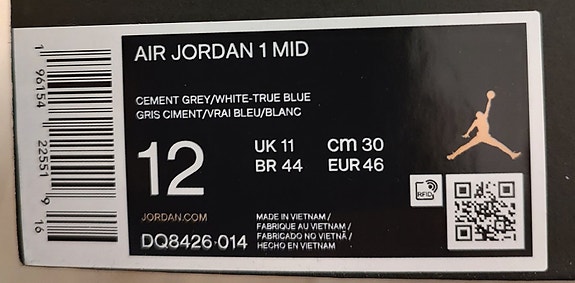 AIR JORDAN 1 MID
CEMENT GREY/WHITE-TRUE BLUE
GRIS CIMENT/VRAI BLEU/BLANC
12
UK 11 CM 30
BR 44 EUR 46
RFID
JORDAN.COM
DQ8426-014
MADE IN VIETNAM /
FABRIQUE AU VIETNAM /
FABRICADO NO VIETNÃ /
HECHO EN VIETNAM
1 96154 22551 9 16